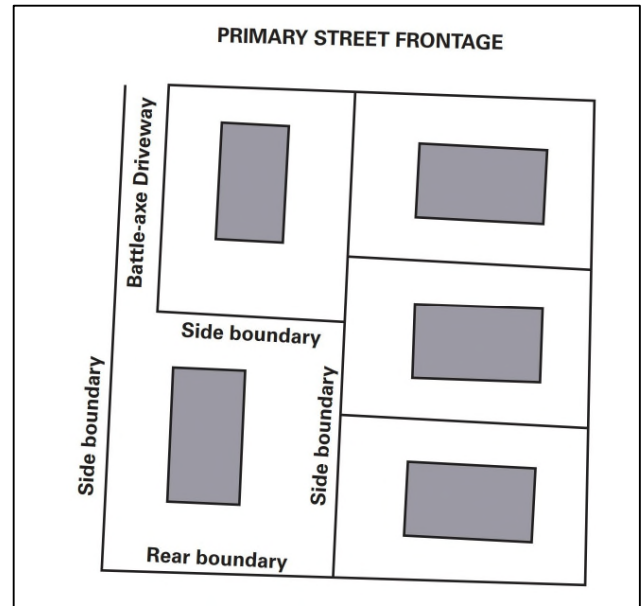 PRIMARY STREET FRONTAGE
Battle-axe Driveway
Side boundary
Side boundary
Side boundary
Rear boundary